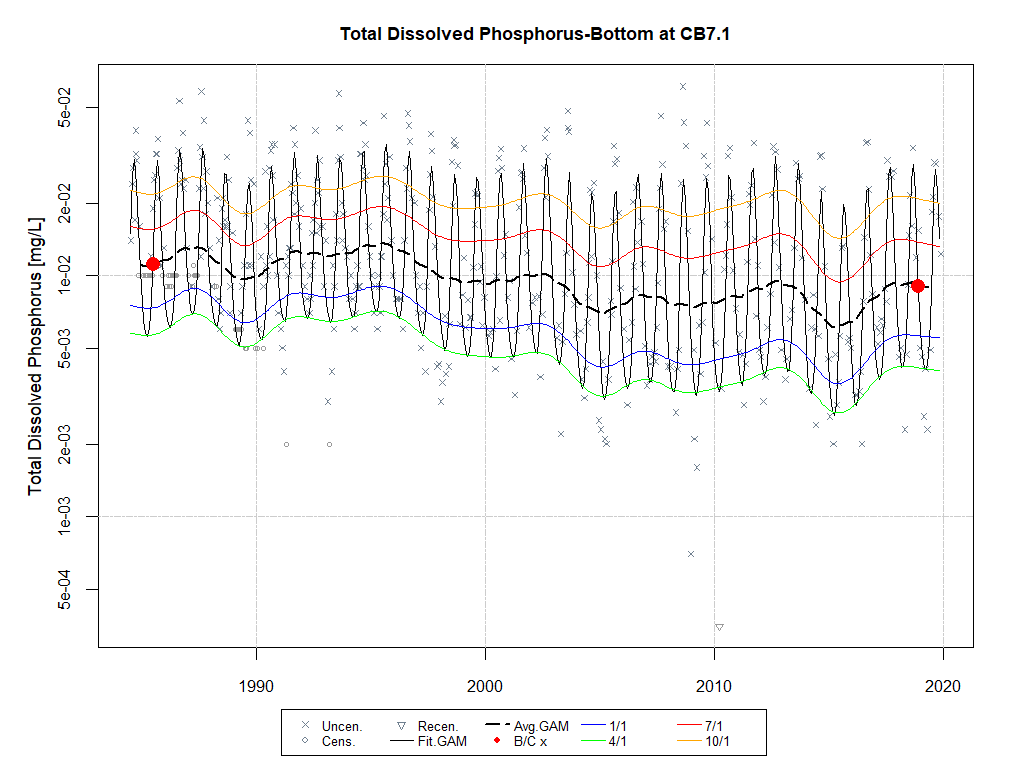 Total Dissolved Phosphorus-Bottom at CB7.1
Total Dissolved Phosphorus [mg/L]
5e-02
2e-02
1e-02
5e-03
2e-03
1e-03
5e-04
1990 2000 2010 2020
Uncen. Recen. Avg.GAM 1/1 7/1
Cens. Fit.GAM B/C x 4/1 10/1